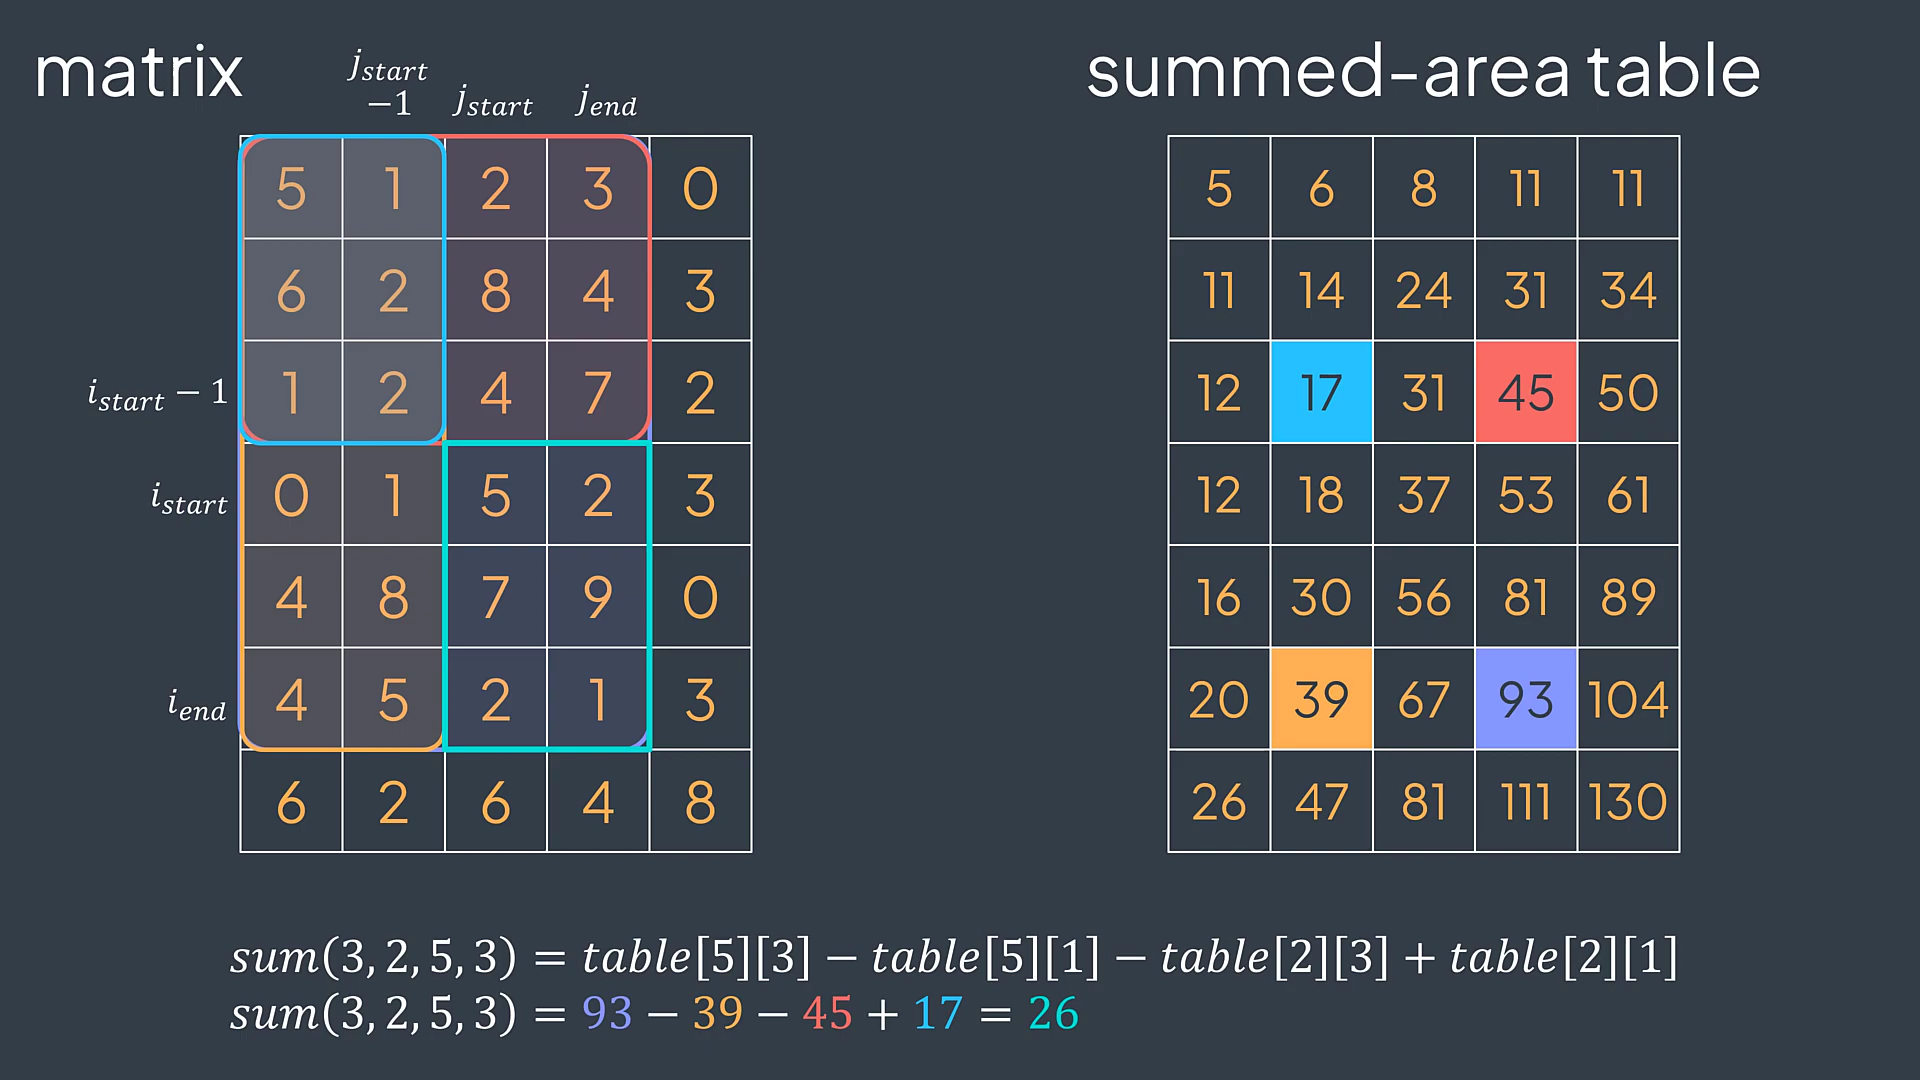 matrix
summed-area table
j_start −1
j_start
j_end
5 1 2 3 0
6 2 8 4 3
i_start − 1
1 2 4 7 2
i_start
0 1 5 2 3
4 8 7 9 0
i_end
4 5 2 1 3
6 2 6 4 8
5 6 8 11 11
11 14 24 31 34
12 17 31 45 50
12 18 37 53 61
16 30 56 81 89
20 39 67 93 104
26 47 81 111 130
sum(3, 2, 5, 3) = table[5][3] − table[5][1] − table[2][3] + table[2][1]
sum(3, 2, 5, 3) = 93 − 39 − 45 + 17 = 26